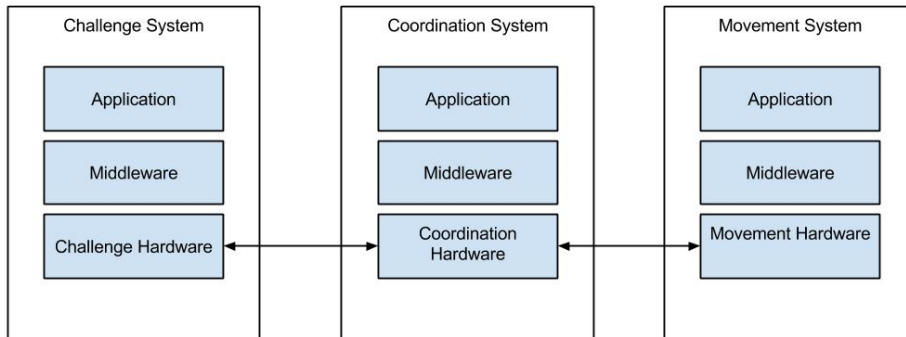 Challenge System
Application
Middleware
Challenge Hardware
Coordination System
Application
Middleware
Coordination
Hardware
Movement System
Application
Middleware
Movement Hardware